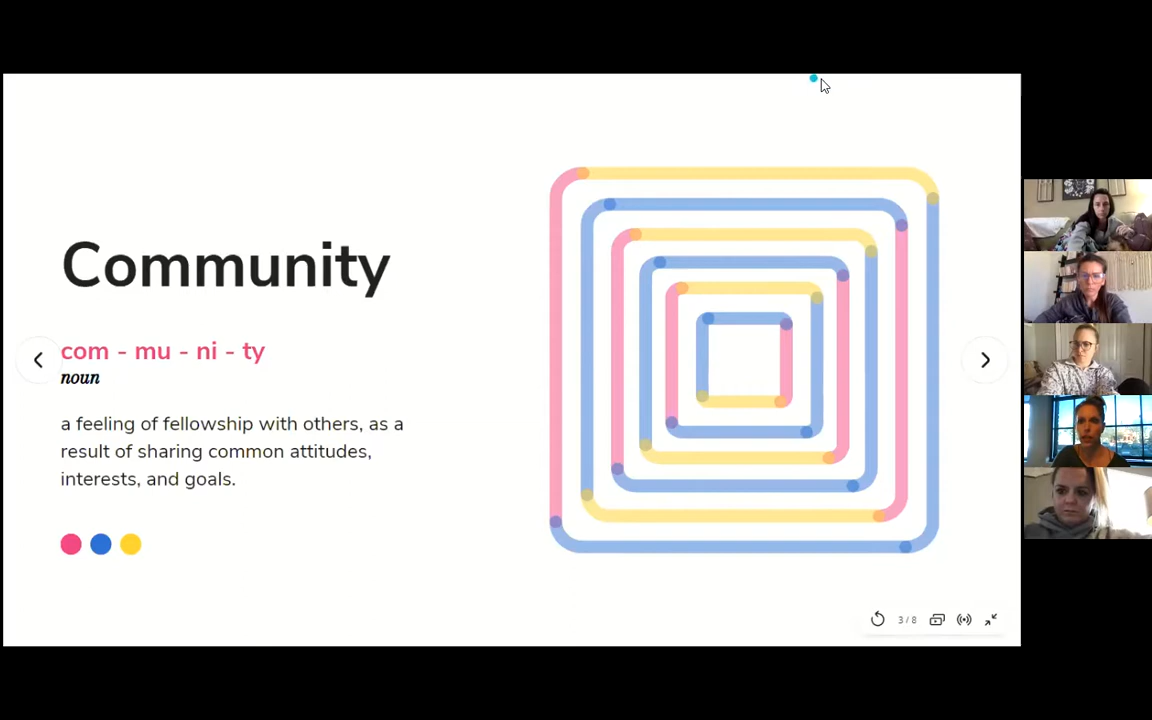 Community
com - mu - ni - ty
noun
a feeling of fellowship with others, as a
result of sharing common attitudes,
interests, and goals.
3 / 8